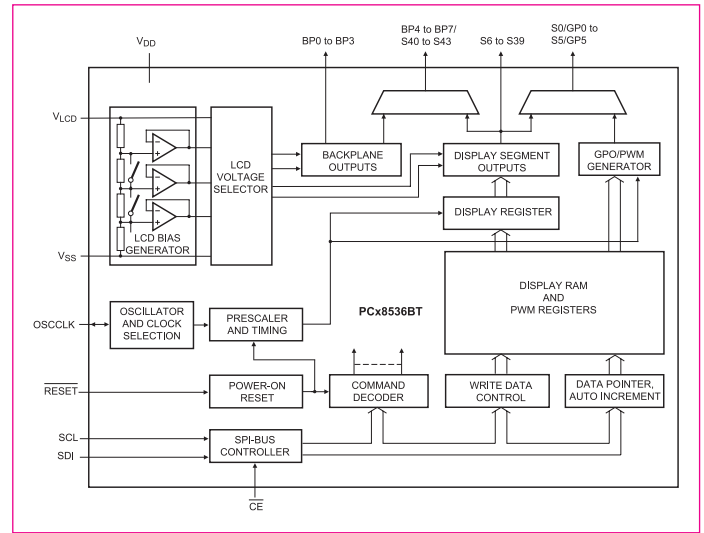 BP0 to BP3
BP4 to BP7/
S40 to S43
S6 to S39
S0/GP0 to
S5/GP5
VDD
VLCD
LCD BIAS
GENERATOR
LCD
VOLTAGE
SELECTOR
BACKPLANE
OUTPUTS
DISPLAY SEGMENT
OUTPUTS
GPO/PWM
GENERATOR
DISPLAY REGISTER
VSS
DISPLAY RAM
AND
PWM REGISTERS
OSCCLK
OSCILLATOR
AND CLOCK
SELECTION
PRESCALER
AND TIMING
PCx8536BT
RESET
POWER-ON
RESET
COMMAND
DECODER
WRITE DATA
CONTROL
DATA POINTER,
AUTO INCREMENT
SCL
SDI
SPI-BUS
CONTROLLER
CE